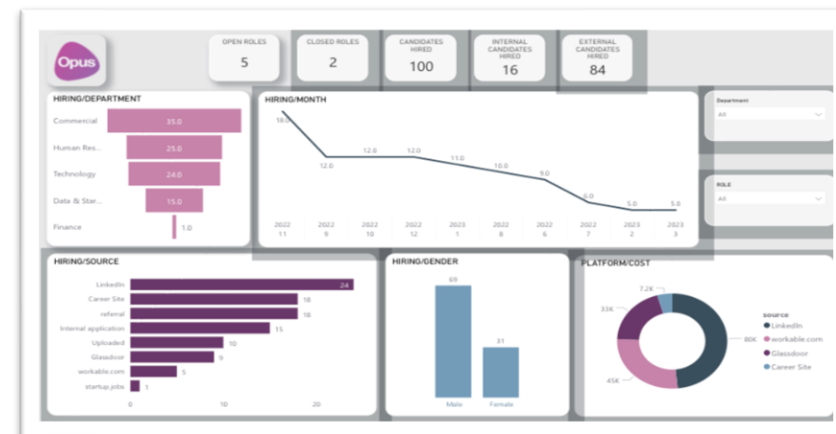 Opus
OPEN ROLES
5
CLOSED ROLES
2
CANDIDATES
HIRED
100
INTERNAL
CANDIDATES
HIRED
16
EXTERNAL
CANDIDATES
HIRED
84
HIRING/DEPARTMENT
Commercial 35.0
Human Res... 25.0
Technology 24.0
Data & Star... 15.0
Finance 1.0
HIRING/MONTH
18.0
12.0
12.0
12.0
11.0
10.0
9.0
6.0
5.0
5.0
2022 2022 2022 2022 2023 2022 2022 2022 2023 2023
11 9 10 12 1 8 6 7 2 3
Department
All
ROLE
All
HIRING/SOURCE
LinkedIn 24
Career Site 18
referral 18
Internal application 15
Uploaded 10
Glassdoor 9
workable.com 5
startup.jobs 1
0 10 20
HIRING/GENDER
69
31
Male Female
PLATFORM/COST
7.2K
33K
80K
45K
source
LinkedIn
workable.com
Glassdoor
Career Site